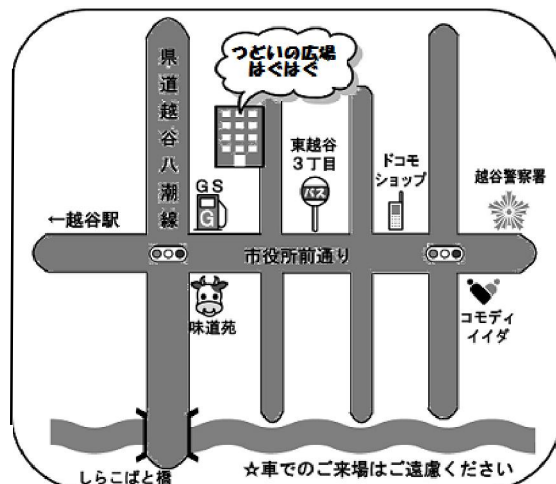 つどいの広場
はぐはぐ
県道越谷八潮線
東越谷
３丁目
バス
ドコモ
ショップ
越谷警察署
ＧＳ
G
←越谷駅
市役所前通り
味道苑
コモディ
イイダ
しらこばと橋
☆車でのご来場はご遠慮ください